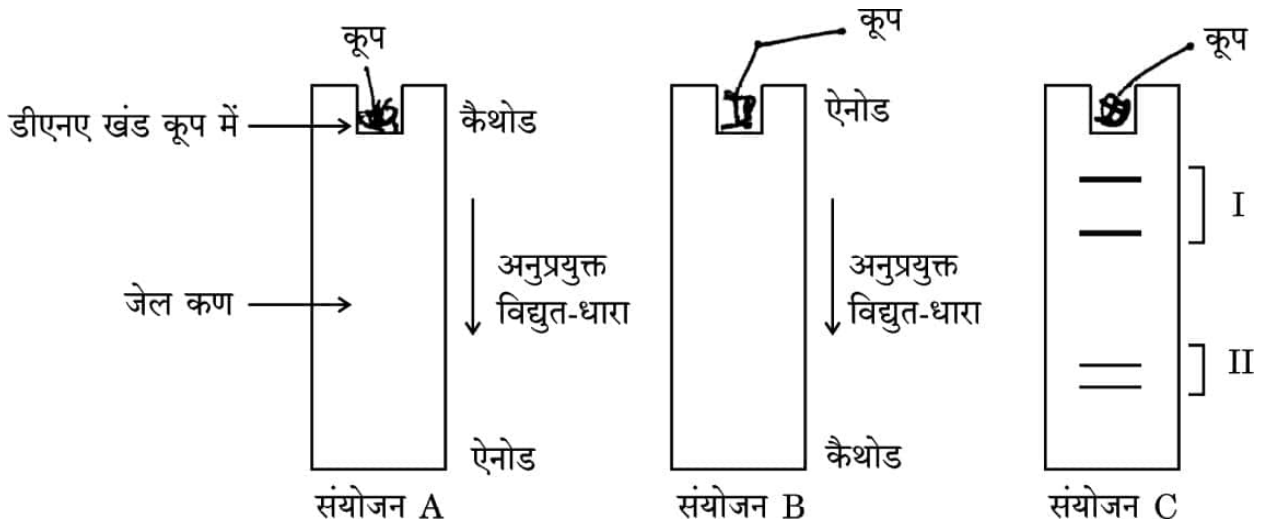 कूप
डीएनए खंड कूप में
कैथोड
जेल कण
अनुप्रयुक्त
विद्युत-धारा
ऐनोड
संयोजन A
कूप
ऐनोड
अनुप्रयुक्त
विद्युत-धारा
कैथोड
संयोजन B
कूप
I
II
संयोजन C